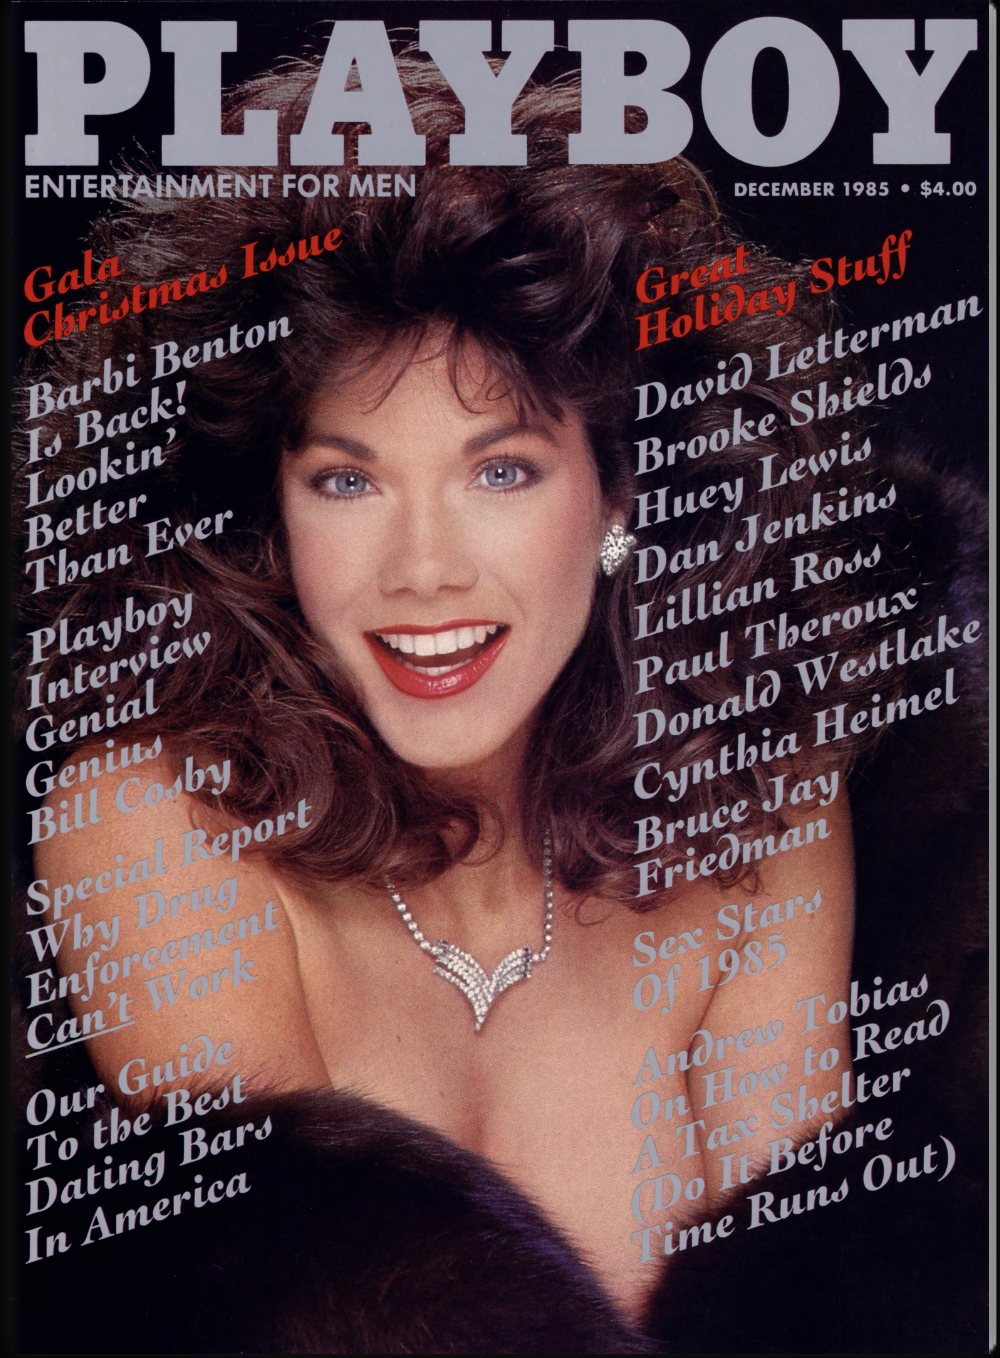 PLAYBOY
ENTERTAINMENT FOR MEN
DECEMBER 1985 • $4.00
Gala
Christmas Issue
Barbi Benton
Is Back!
Lookin'
Better
Than Ever
Playboy
Interview
Genial
Genius
Bill Cosby
Special Report
Why Drug
Enforcement
Can't Work
Our Guide
To the Best
Dating Bars
In America
Great
Holiday Stuff
David Letterman
Brooke Shields
Huey Lewis
Dan Jenkins
Lillian Ross
Paul Theroux
Donald Westlake
Cynthia Heimel
Bruce Jay
Friedman
Sex Stars
Of 1985
Andrew Tobias
On How to Read
A Tax Shelter
(Do It Before
Time Runs Out)